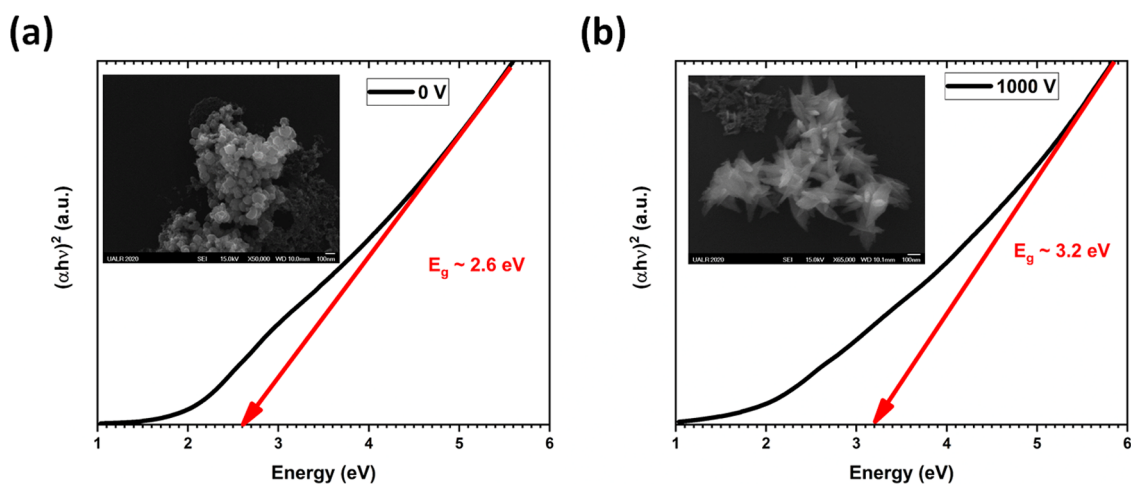 (a)
(b)
0 V
1000 V
UALR 2020 SEI 15.0kV X50,000 WD 10.0mm 100nm
UALR 2020 SEI 15.0kV X65,000 WD 10.1mm 100nm
(αhν)² (a.u.)
(αhν)² (a.u.)
E_g ~ 2.6 eV
E_g ~ 3.2 eV
1 2 3 4 5 6
1 2 3 4 5 6
Energy (eV)
Energy (eV)